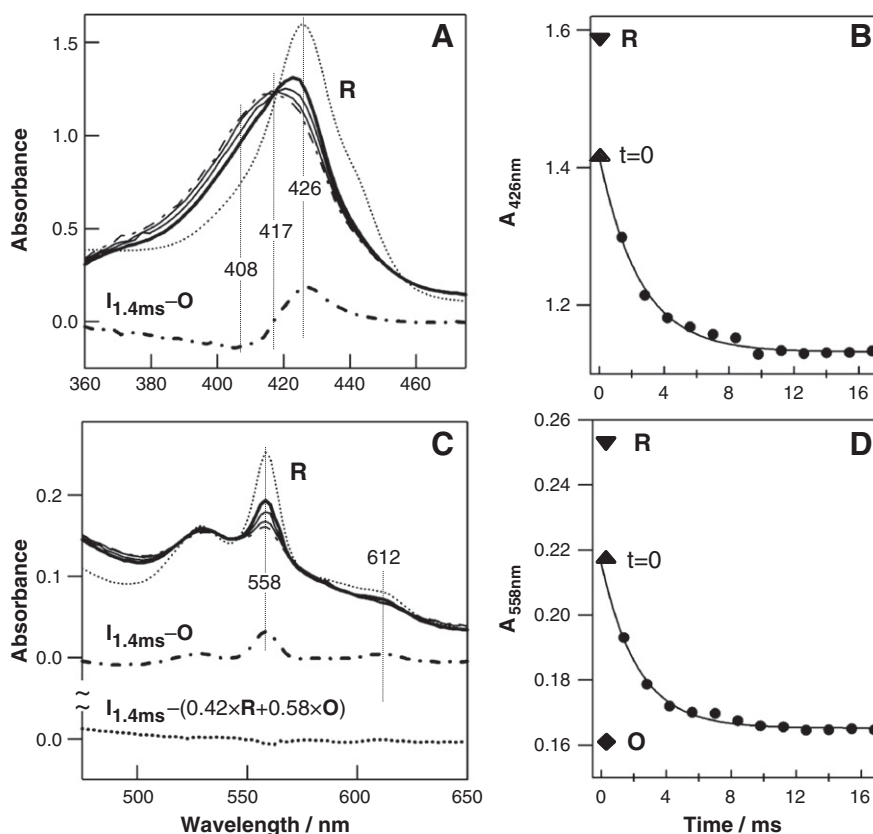 A
Absorbance
1.5
1.0
0.5
0.0
R
426
417
408
I1.4ms–O
360
380
400
420
440
460
B
A426nm
1.6
1.4
1.2
R
t=0
0
4
8
12
16
C
Absorbance
0.2
0.1
0.0
≈
0.0
R
558
612
I1.4ms–O
I1.4ms–(0.42×R+0.58×O)
500
550
600
650
Wavelength / nm
D
A558nm
0.26
0.24
0.22
0.20
0.18
0.16
R
t=0
O
0
4
8
12
16
Time / ms